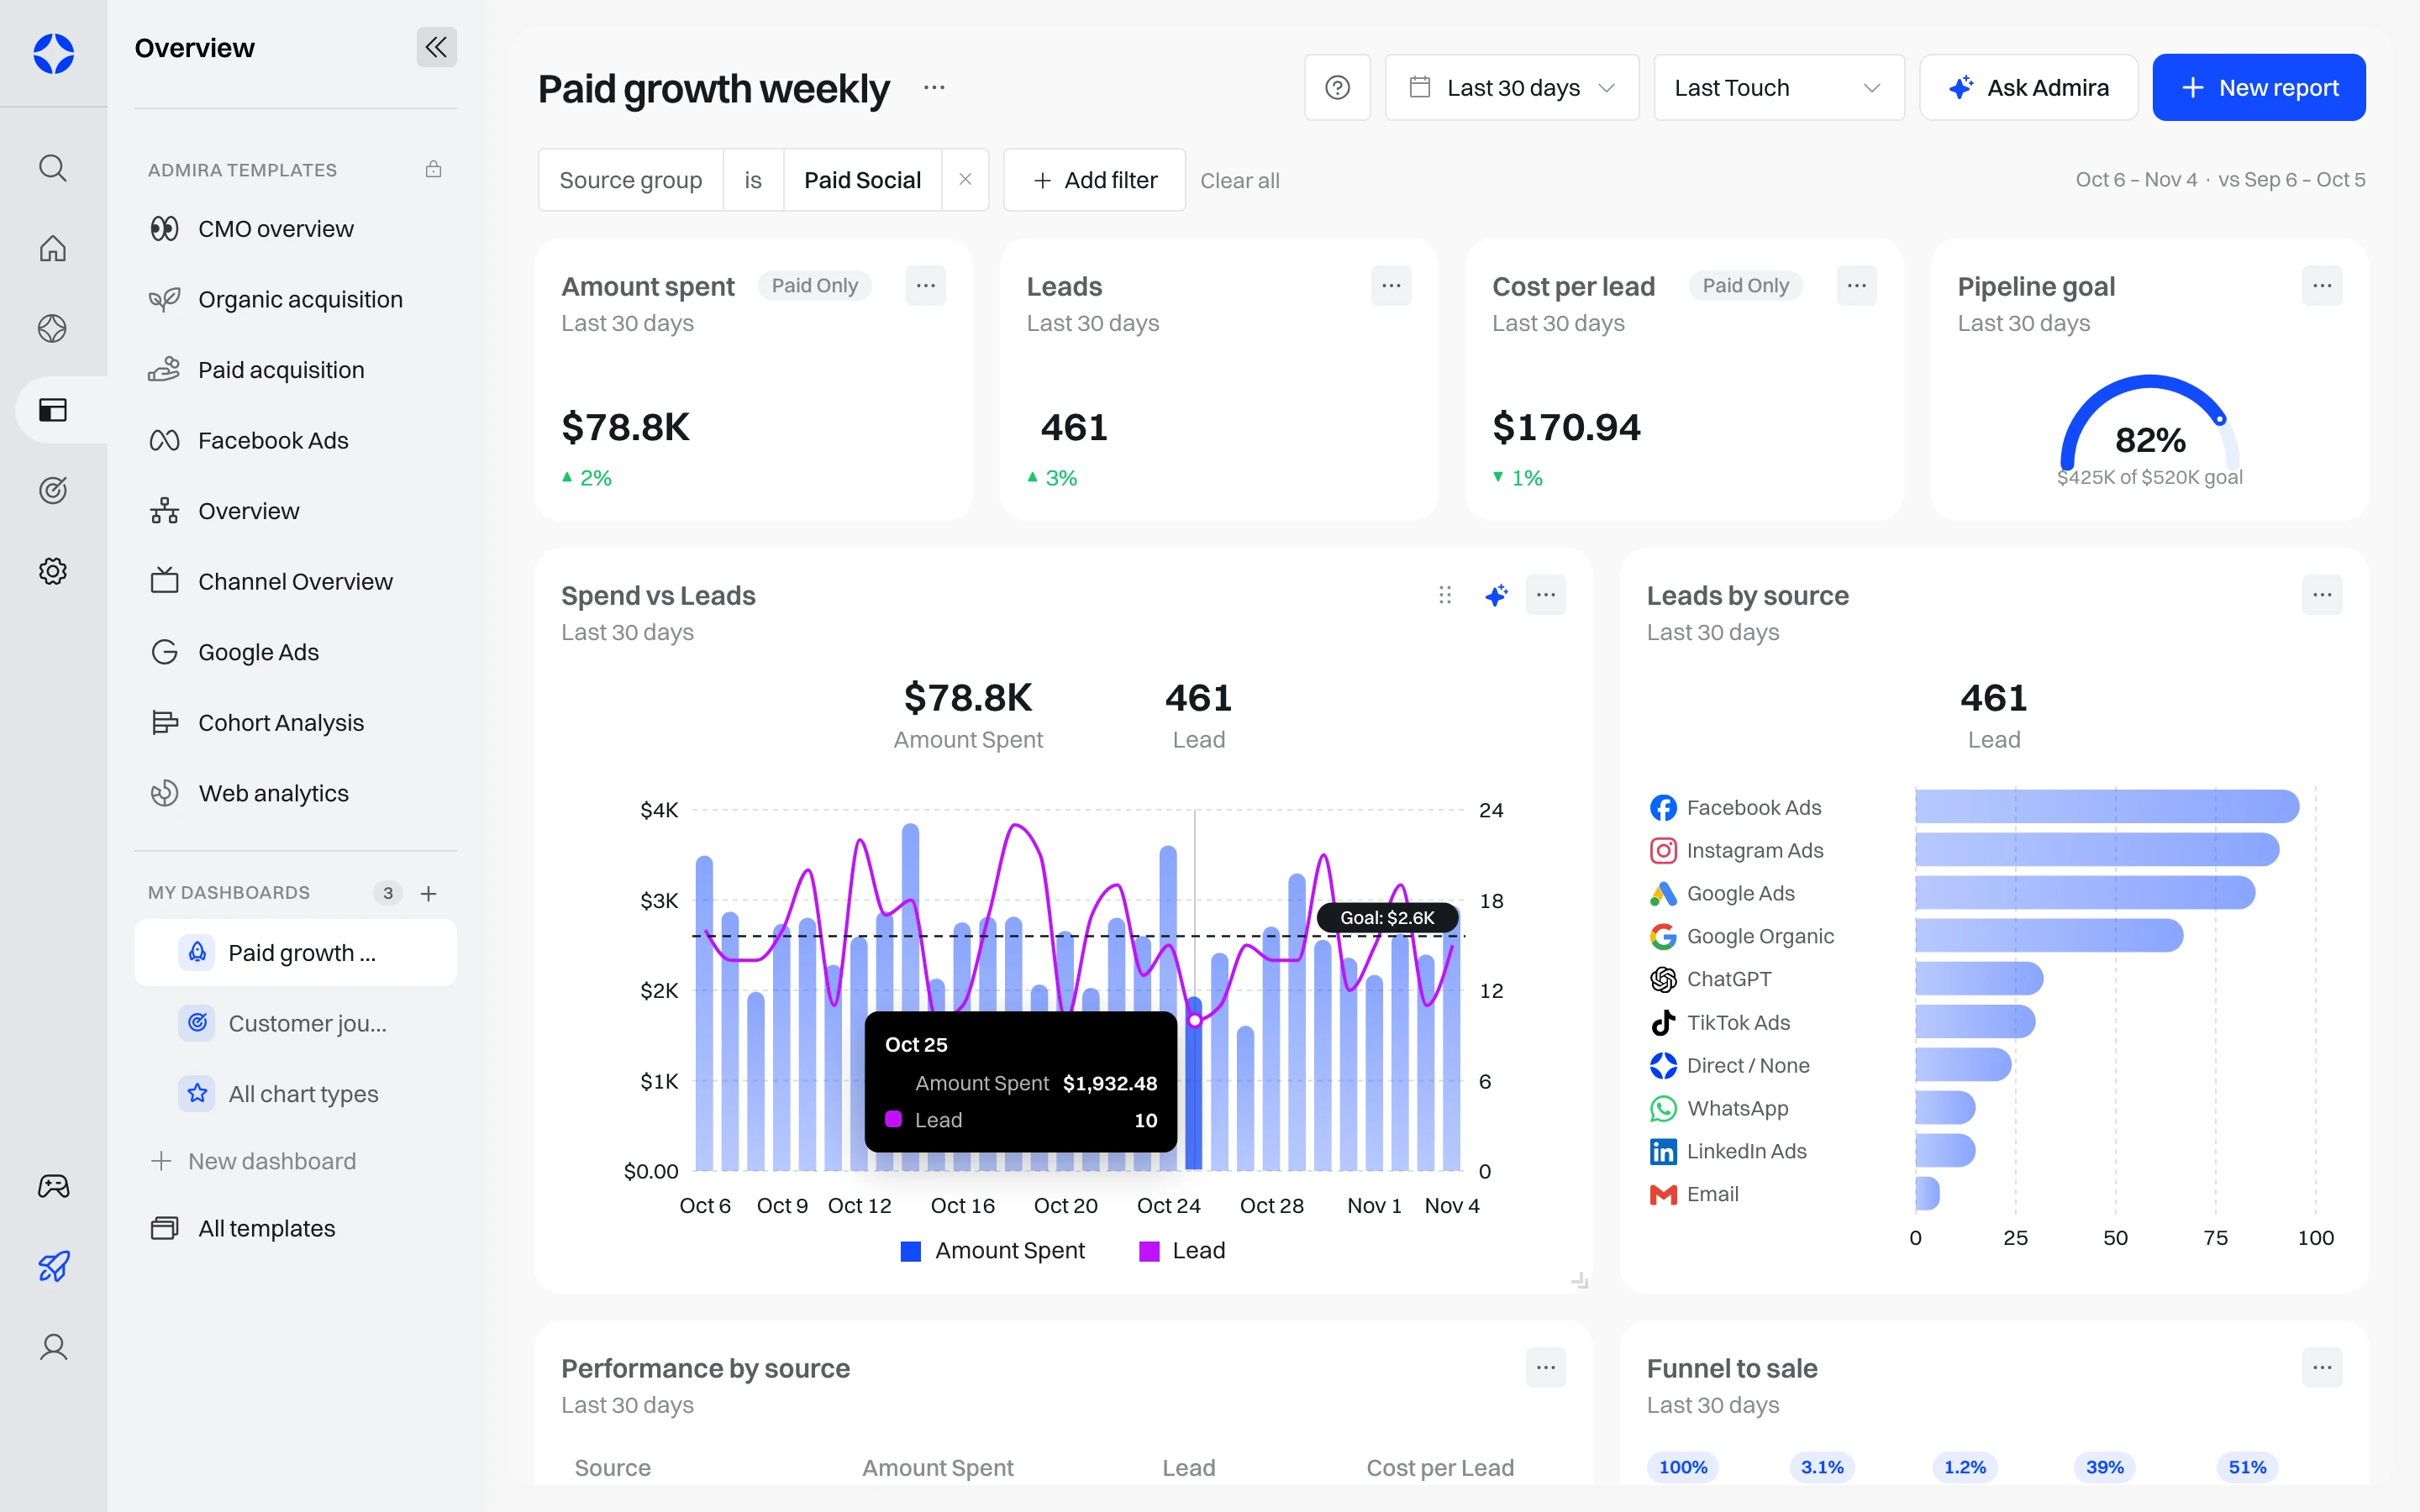 Overview
ADMIRA TEMPLATES
CMO overview
Organic acquisition
Paid acquisition
Facebook Ads
Overview
Channel Overview
Google Ads
Cohort Analysis
Web analytics
MY DASHBOARDS 3
Paid growth ...
Customer jou...
All chart types
New dashboard
All templates
Paid growth weekly
Last 30 days
Last Touch
Ask Admira
New report
Source group is Paid Social
Add filter
Clear all
Oct 6 – Nov 4 · vs Sep 6 – Oct 5
Amount spent Paid Only
Last 30 days
$78.8K
2%
Leads
Last 30 days
461
3%
Cost per lead Paid Only
Last 30 days
$170.94
1%
Pipeline goal
Last 30 days
82%
$425K of $520K goal
Spend vs Leads
Last 30 days
$78.8K 461
Amount Spent Lead
$4K 24
$3K 18
Goal: $2.6K
$2K 12
$1K 6
$0.00 0
Oct 25
Amount Spent $1,932.48
Lead 10
Oct 6 Oct 9 Oct 12 Oct 16 Oct 20 Oct 24 Oct 28 Nov 1 Nov 4
Amount Spent Lead
Leads by source
Last 30 days
461
Lead
Facebook Ads
Instagram Ads
Google Ads
Google Organic
ChatGPT
TikTok Ads
Direct / None
WhatsApp
LinkedIn Ads
Email
0 25 50 75 100
Performance by source
Last 30 days
Source Amount Spent Lead Cost per Lead
Funnel to sale
Last 30 days
100% 3.1% 1.2% 39% 51%